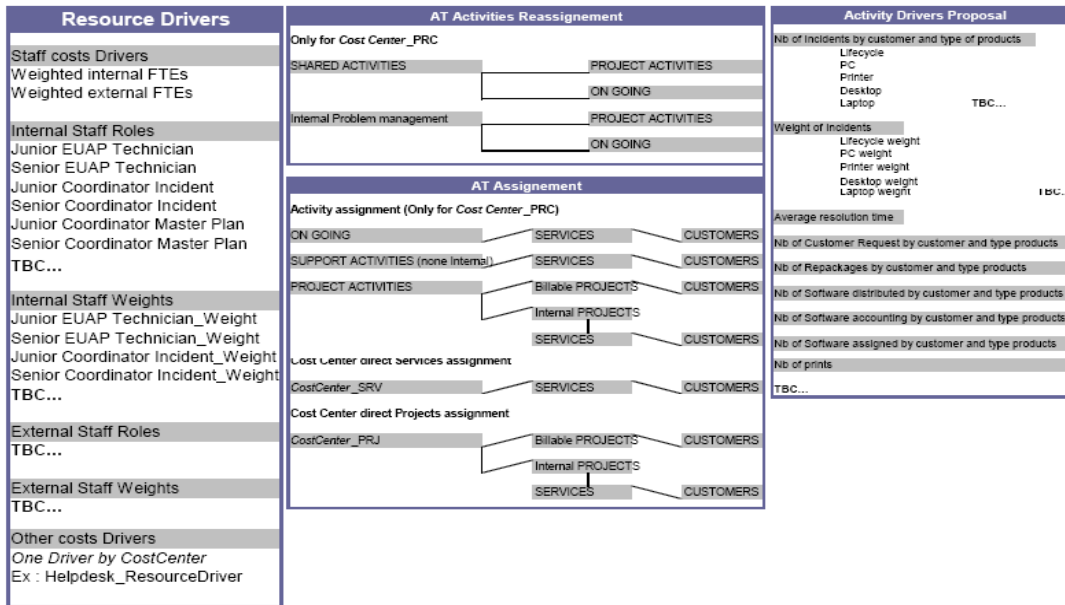 Resource Drivers
Staff costs Drivers
Weighted internal FTEs
Weighted external FTEs
Internal Staff Roles
Junior EUAP Technician
Senior EUAP Technician
Junior Coordinator Incident
Senior Coordinator Incident
Junior Coordinator Master Plan
Senior Coordinator Master Plan
TBC...
Internal Staff Weights
Junior EUAP Technician_Weight
Senior EUAP Technician_Weight
Junior Coordinator Incident_Weight
Senior Coordinator Incident_Weight
TBC...
External Staff Roles
TBC...
External Staff Weights
TBC...
Other costs Drivers
One Driver by CostCenter
Ex : Helpdesk_ResourceDriver
AT Activities Reassignement
Only for Cost Center_PRC
SHARED ACTIVITIES PROJECT ACTIVITIES
ON GOING
Internal Problem management PROJECT ACTIVITIES
ON GOING
AT Assignement
Activity assignment (Only for Cost Center_PRC)
ON GOING SERVICES CUSTOMERS
SUPPORT ACTIVITIES (none Internal) SERVICES CUSTOMERS
PROJECT ACTIVITIES Billable PROJECTS CUSTOMERS
Internal PROJECTS
SERVICES CUSTOMERS
Cost Center direct Services assignment
CostCenter_SRV SERVICES CUSTOMERS
Cost Center direct Projects assignment
CostCenter_PRJ Billable PROJECTS CUSTOMERS
Internal PROJECTS
SERVICES CUSTOMERS
Activity Drivers Proposal
Nb of Incidents by customer and type of products
Lifecycle
PC
Printer
Desktop
Laptop TBC...
Weight of Incidents
Lifecycle weight
PC weight
Printer weight
Desktop weight
Laptop weight TBC..
Average resolution time
Nb of Customer Request by customer and type products
Nb of Repackages by customer and type products
Nb of Software distributed by customer and type products
Nb of Software accounting by customer and type products
Nb of Software assigned by customer and type products
Nb of prints
TBC...